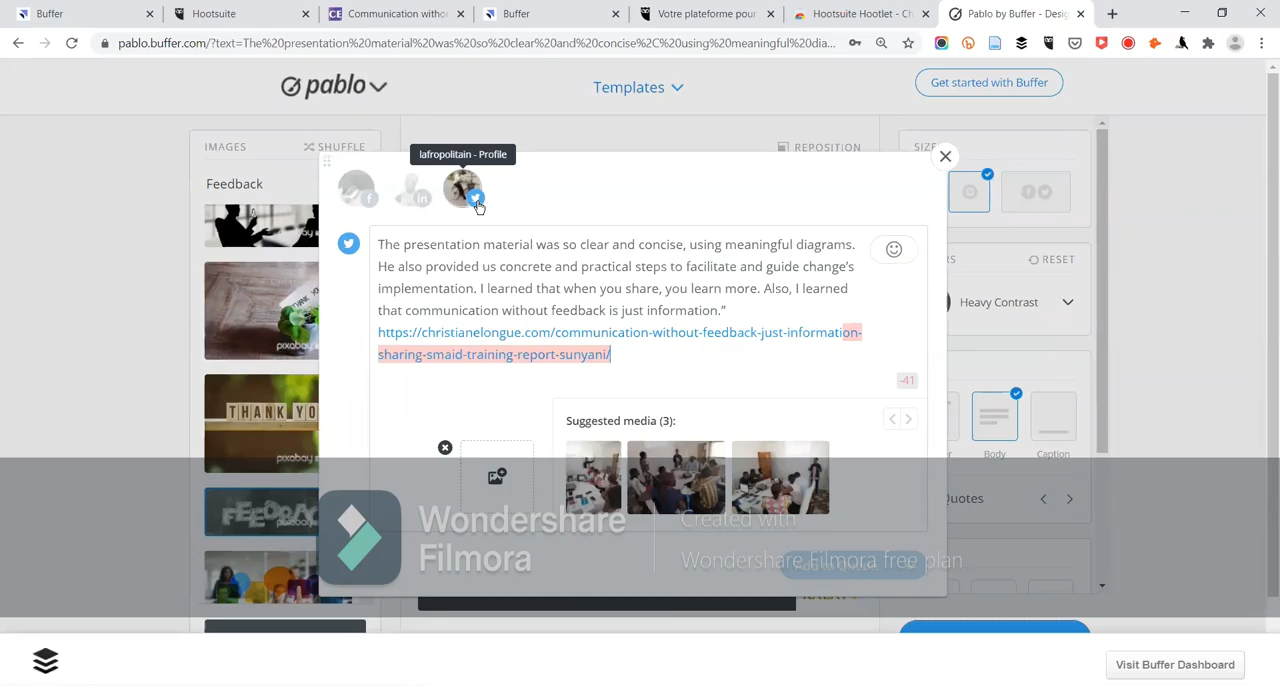 Buffer
Hootsuite
Communication witho
Buffer
Votre plateforme pour
Hootsuite Hootlet - Ch
Pablo by Buffer - Desig
pablo.buffer.com/?text=The%20presentation%20material%20was%20so%20clear%20and%20concise%2C%20using%20meaningful%20dia...
pablo
Templates
Get started with Buffer
IMAGES
SHUFFLE
REPOSITION
lafropolitain - Profile
Feedback
The presentation material was so clear and concise, using meaningful diagrams.
He also provided us concrete and practical steps to facilitate and guide change's
implementation. I learned that when you share, you learn more. Also, I learned
that communication without feedback is just information."
https://christianelongue.com/communication-without-feedback-just-information-
sharing-smaid-training-report-sunyani/
-41
Suggested media (3):
RS
RESET
Heavy Contrast
Body
Caption
Quotes
THANK YO
pixabay
pixabay
FEEDBA
Wondershare
Filmora
Created with
Wondershare Filmora free plan
Visit Buffer Dashboard